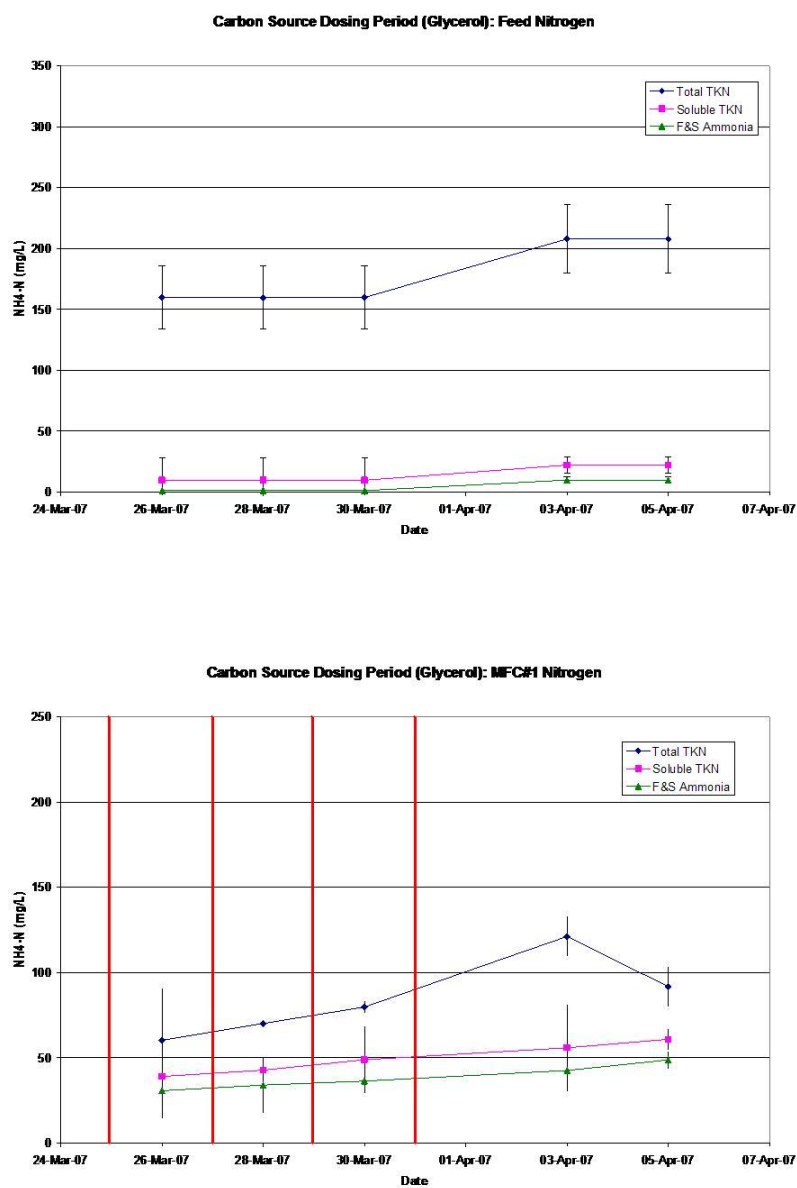 Carbon Source Dosing Period (Glycerol): Feed Nitrogen
350
300
250
200
150
100
50
0
NH4-N (mg/L)
Total TKN
Soluble TKN
F&S Ammonia
24-Mar-07 26-Mar-07 28-Mar-07 30-Mar-07 01-Apr-07 03-Apr-07 05-Apr-07 07-Apr-07
Date
Carbon Source Dosing Period (Glycerol): MFC#1 Nitrogen
250
200
150
100
50
0
NH4-N (mg/L)
Total TKN
Soluble TKN
F&S Ammonia
24-Mar-07 26-Mar-07 28-Mar-07 30-Mar-07 01-Apr-07 03-Apr-07 05-Apr-07 07-Apr-07
Date